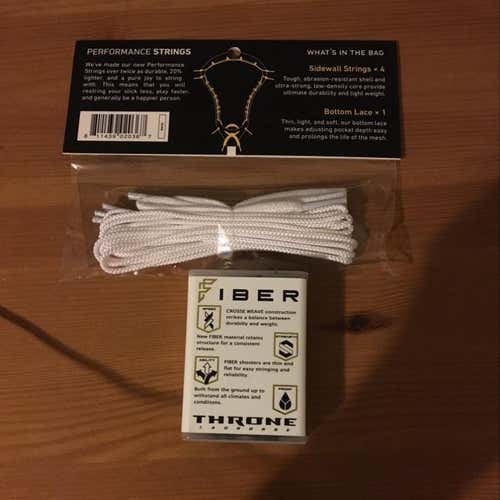 PERFORMANCE STRINGS
We've made our new Performance
Strings over twice as durable, 20%
lighter, and a pure joy to string
with. This means that you will
restring your stick less, play faster,
and generally be a happier person.
WHAT'S IN THE BAG
Sidewall Strings × 4
Tough, abrasion-resistant shell and
ultra-strong, low-density core provide
ultimate durability and light weight.
Bottom Lace × 1
Thin, light, and soft, our bottom lace
makes adjusting pocket depth easy
and prolongs the life of the mesh.
FIBER
CROSSE WEAVE construction
strikes a balance between
durability and weight.
New FIBER material retains
structure for a consistent
release.
STRENGTH
ABILITY
FIBER shooters are thin and
flat for easy stringing and
reliability.
Built from the ground up to
withstand all climates and
conditions.
PROOF
THRONE
LACROSSE